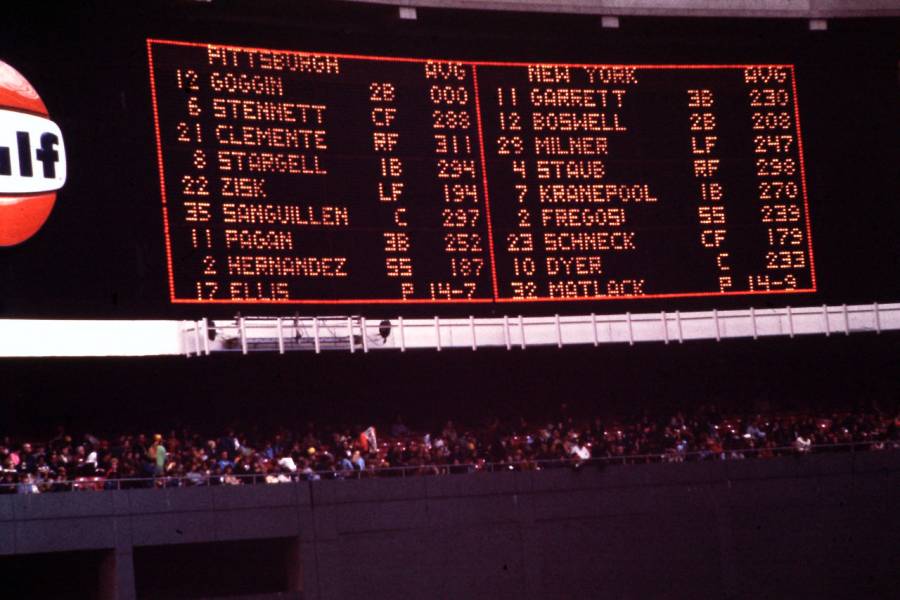 Gulf
PITTSBURGH AVG
12 GOGGIN 2B 000
6 STENNETT CF 288
21 CLEMENTE RF 311
8 STARGELL 1B 294
22 ZISK LF 194
35 SANGUILLEN C 297
11 PAGAN 3B 252
2 HERNANDEZ SS 187
17 ELLIS P 14-7
NEW YORK AVG
11 GARRETT 3B 230
12 BOSWELL 2B 208
28 MILNER LF 247
4 STAUB RF 298
7 KRANEPOOL 1B 270
2 FREGOSI SS 239
23 SCHNECK CF 179
10 DYER C 233
32 MATLACK P 14-9